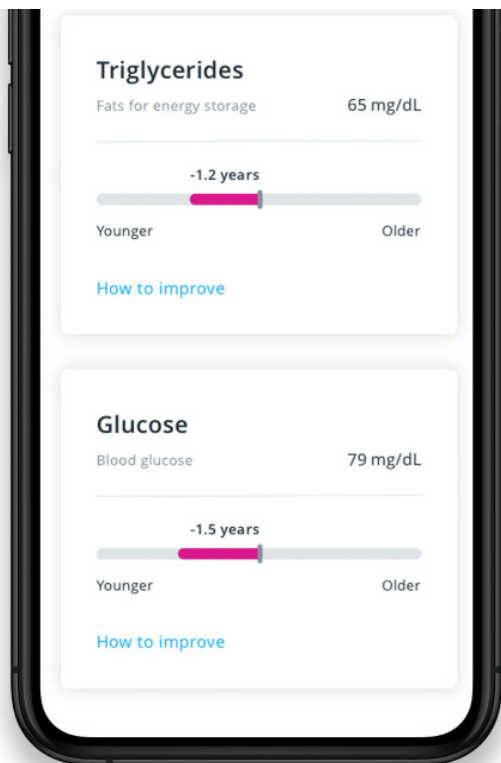 Triglycerides
Fats for energy storage 65 mg/dL
-1.2 years
Younger Older
How to improve
Glucose
Blood glucose 79 mg/dL
-1.5 years
Younger Older
How to improve